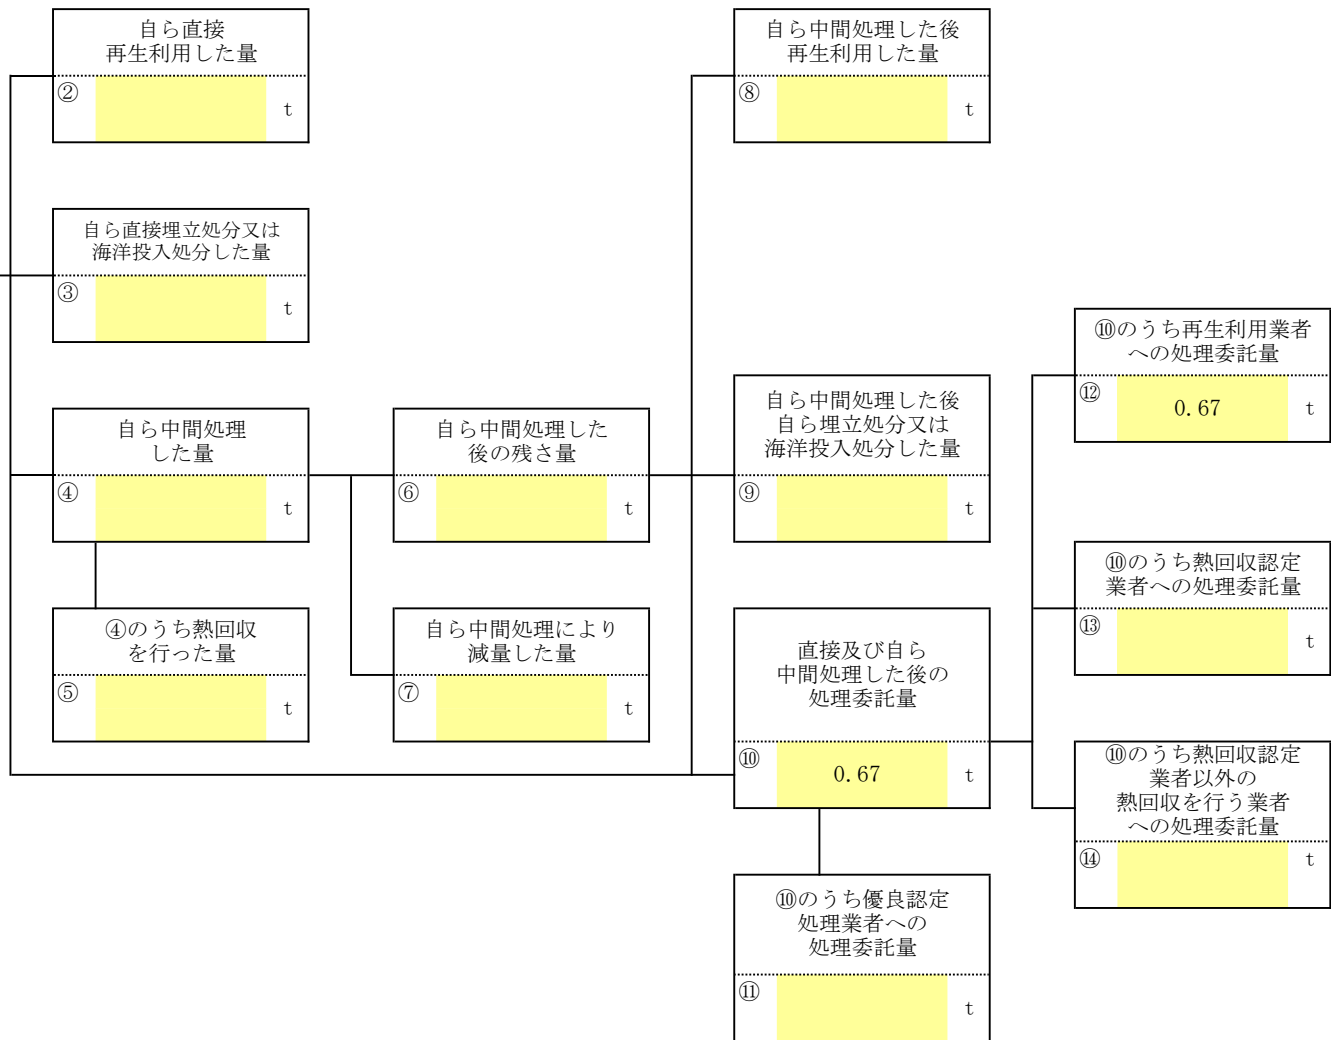 自ら直接
再生利用した量
②
t
自ら直接埋立処分又は
海洋投入処分した量
③
t
自ら中間処理
した量
④
t
④のうち熱回収
を行った量
⑤
t
自ら中間処理した
後の残さ量
⑥
t
自ら中間処理により
減量した量
⑦
t
自ら中間処理した後
再生利用した量
⑧
t
自ら中間処理した後
自ら埋立処分又は
海洋投入処分した量
⑨
t
直接及び自ら
中間処理した後の
処理委託量
⑩ 0.67 t
⑩のうち優良認定
処理業者への
処理委託量
⑪
t
⑩のうち再生利用業者
への処理委託量
⑫ 0.67 t
⑩のうち熱回収認定
業者への処理委託量
⑬
t
⑩のうち熱回収認定
業者以外の
熱回収を行う業者
への処理委託量
⑭
t